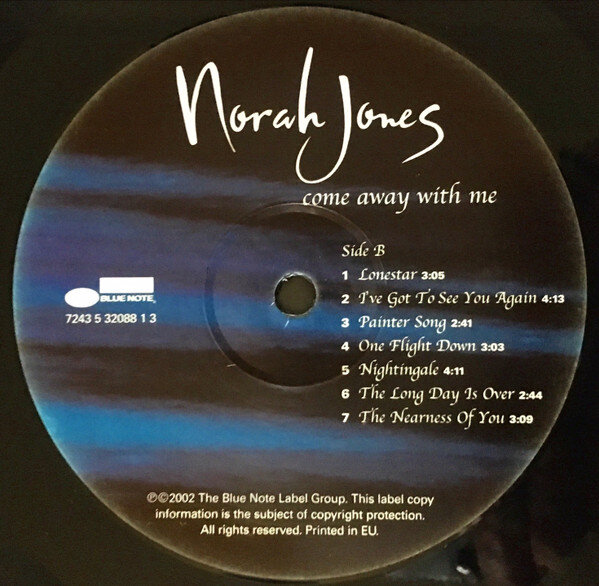 Norah Jones
come away with me
Side B
1 Lonestar 3:05
2 I've Got To See You Again 4:13
3 Painter Song 2:41
4 One Flight Down 3:03
5 Nightingale 4:11
6 The Long Day Is Over 2:44
7 The Nearness Of You 3:09
BLUE NOTE
7243 5 32088 1 3
℗©2002 The Blue Note Label Group. This label copy
information is the subject of copyright protection.
All rights reserved. Printed in EU.